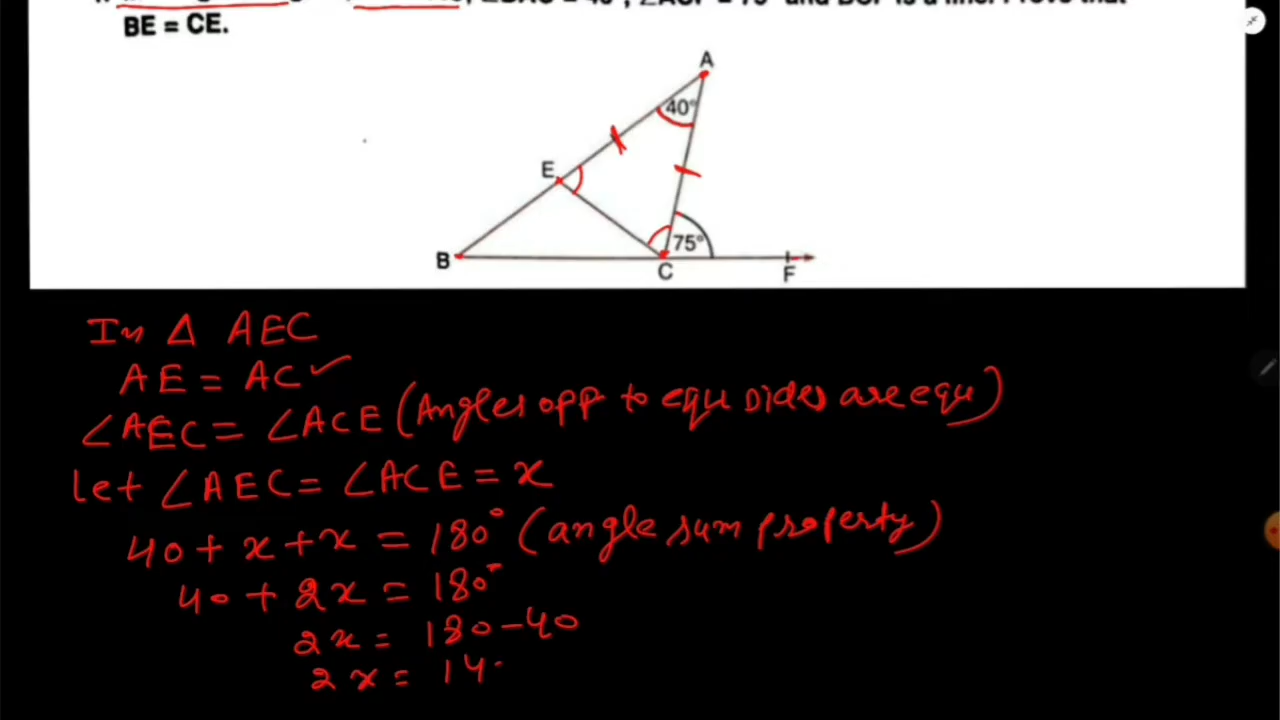 BE = CE.
A
40°
E
75°
B
C
F
In Δ AEC
AE = AC ✓
∠AEC = ∠ACE (Angles opp to equ sides are equ)
let ∠AEC = ∠ACE = x
40 + x + x = 180° (angle sum property)
40 + 2x = 180°
2x = 180 - 40
2x = 14